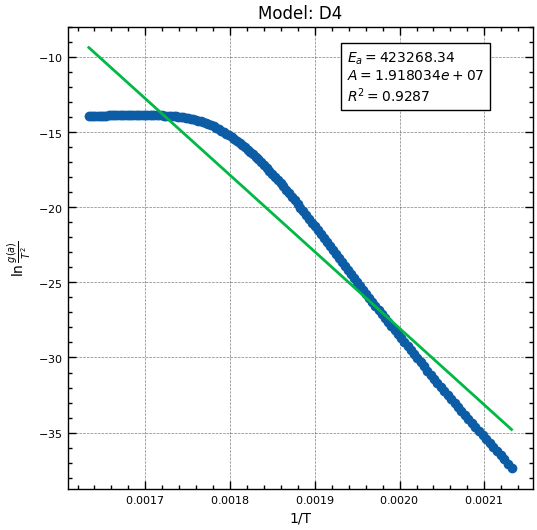 Model: D4
−10
−15
−20
−25
−30
−35
E_a = 423268.34
A = 1.918034e + 07
R^2 = 0.9287
ln g(a)/T^2
0.0017 0.0018 0.0019 0.0020 0.0021
1/T